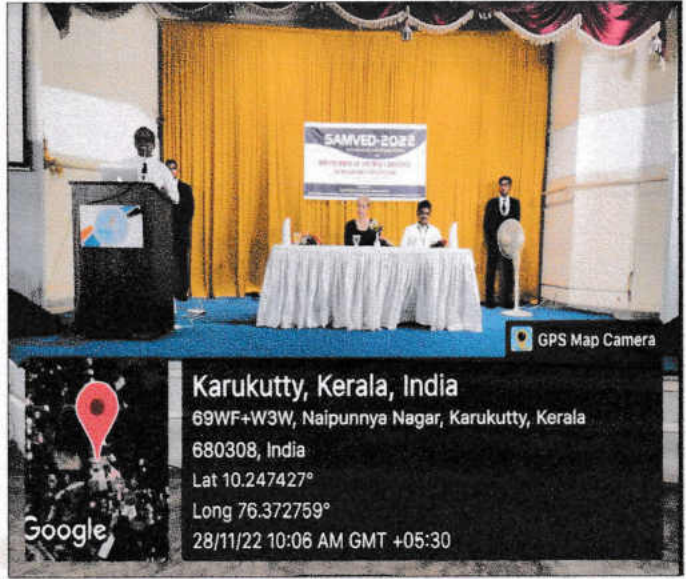 SAMVED-2022
GPS Map Camera
Karukutty, Kerala, India
69WF+W3W, Naipunnya Nagar, Karukutty, Kerala
680308, India
Lat 10.247427°
Long 76.372759°
28/11/22 10:06 AM GMT +05:30
Google